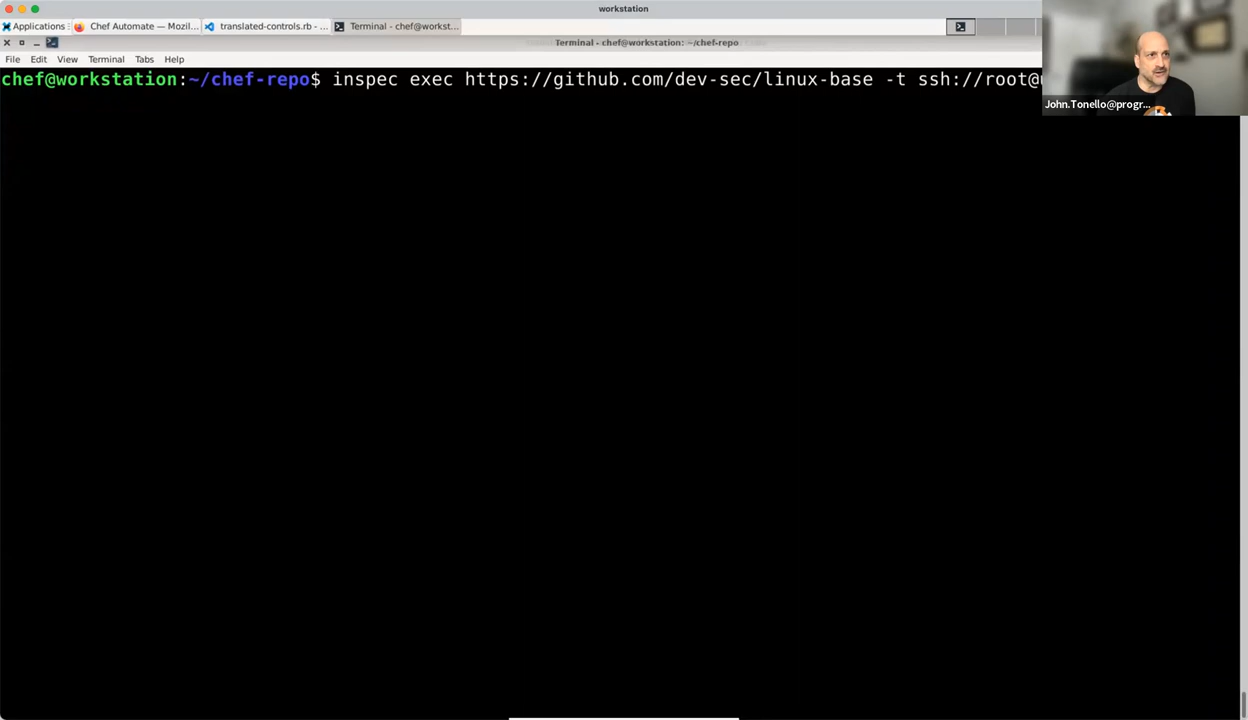 workstation
Applications Chef Automate — Mozil... translated-controls.rb - ... Terminal - chef@workst...
Terminal - chef@workstation: ~/chef-repo
File Edit View Terminal Tabs Help
chef@workstation:~/chef-repo$ inspec exec https://github.com/dev-sec/linux-base -t ssh://root@
John.Tonello@progr...